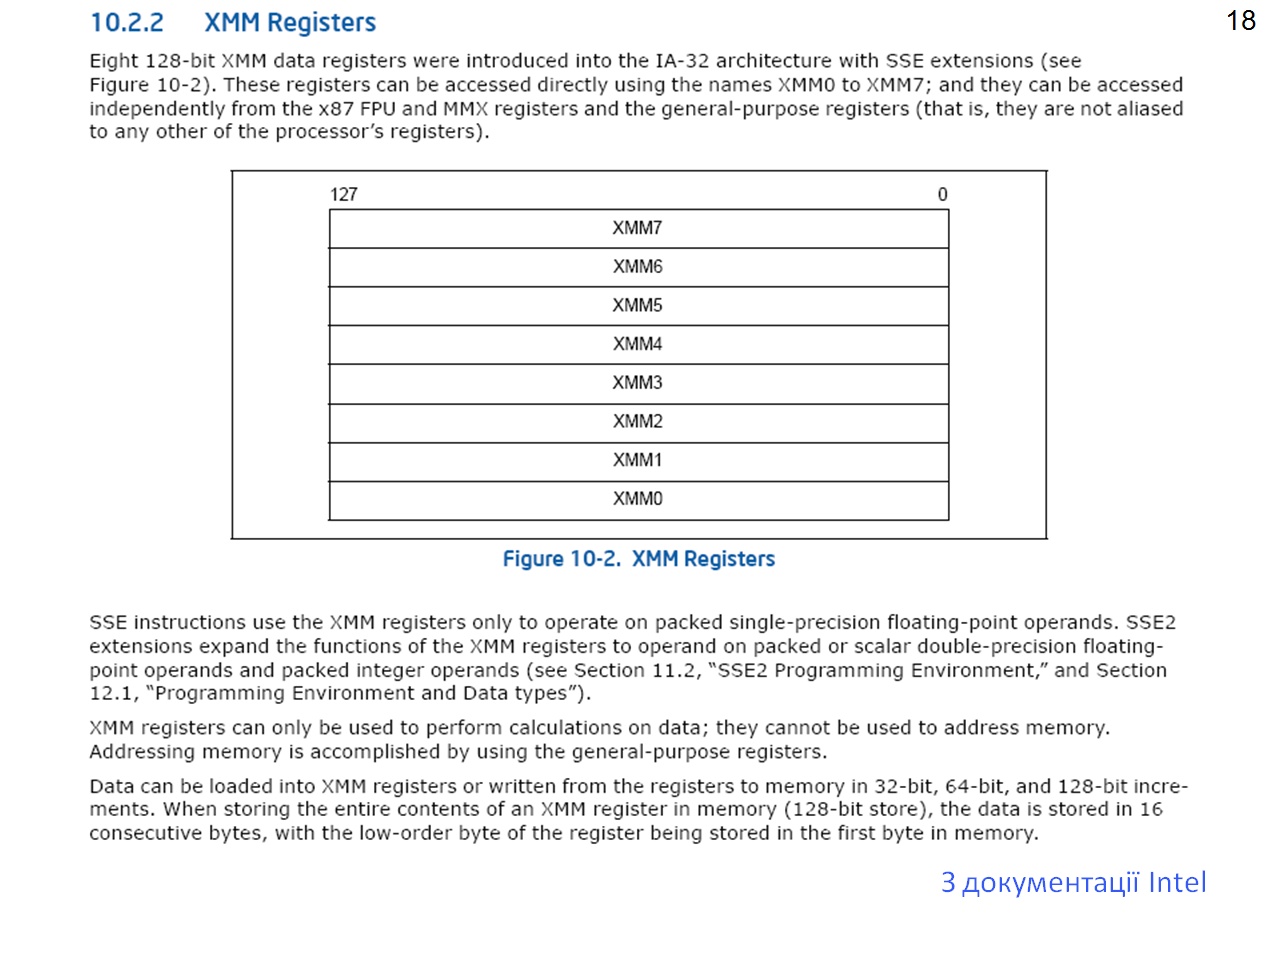 18
10.2.2 XMM Registers
Eight 128-bit XMM data registers were introduced into the IA-32 architecture with SSE extensions (see
Figure 10-2). These registers can be accessed directly using the names XMM0 to XMM7; and they can be accessed
independently from the x87 FPU and MMX registers and the general-purpose registers (that is, they are not aliased
to any other of the processor's registers).
127 0
XMM7
XMM6
XMM5
XMM4
XMM3
XMM2
XMM1
XMM0
Figure 10-2. XMM Registers
SSE instructions use the XMM registers only to operate on packed single-precision floating-point operands. SSE2
extensions expand the functions of the XMM registers to operand on packed or scalar double-precision floating-
point operands and packed integer operands (see Section 11.2, “SSE2 Programming Environment,” and Section
12.1, “Programming Environment and Data types”).
XMM registers can only be used to perform calculations on data; they cannot be used to address memory.
Addressing memory is accomplished by using the general-purpose registers.
Data can be loaded into XMM registers or written from the registers to memory in 32-bit, 64-bit, and 128-bit incre-
ments. When storing the entire contents of an XMM register in memory (128-bit store), the data is stored in 16
consecutive bytes, with the low-order byte of the register being stored in the first byte in memory.
З документації Intel